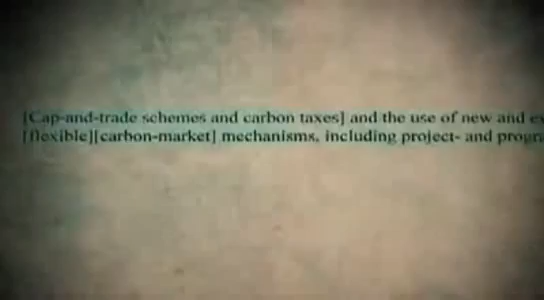 [Cap-and-trade schemes and carbon taxes] and the use of new and
[flexible][carbon-market] mechanisms, including project- and